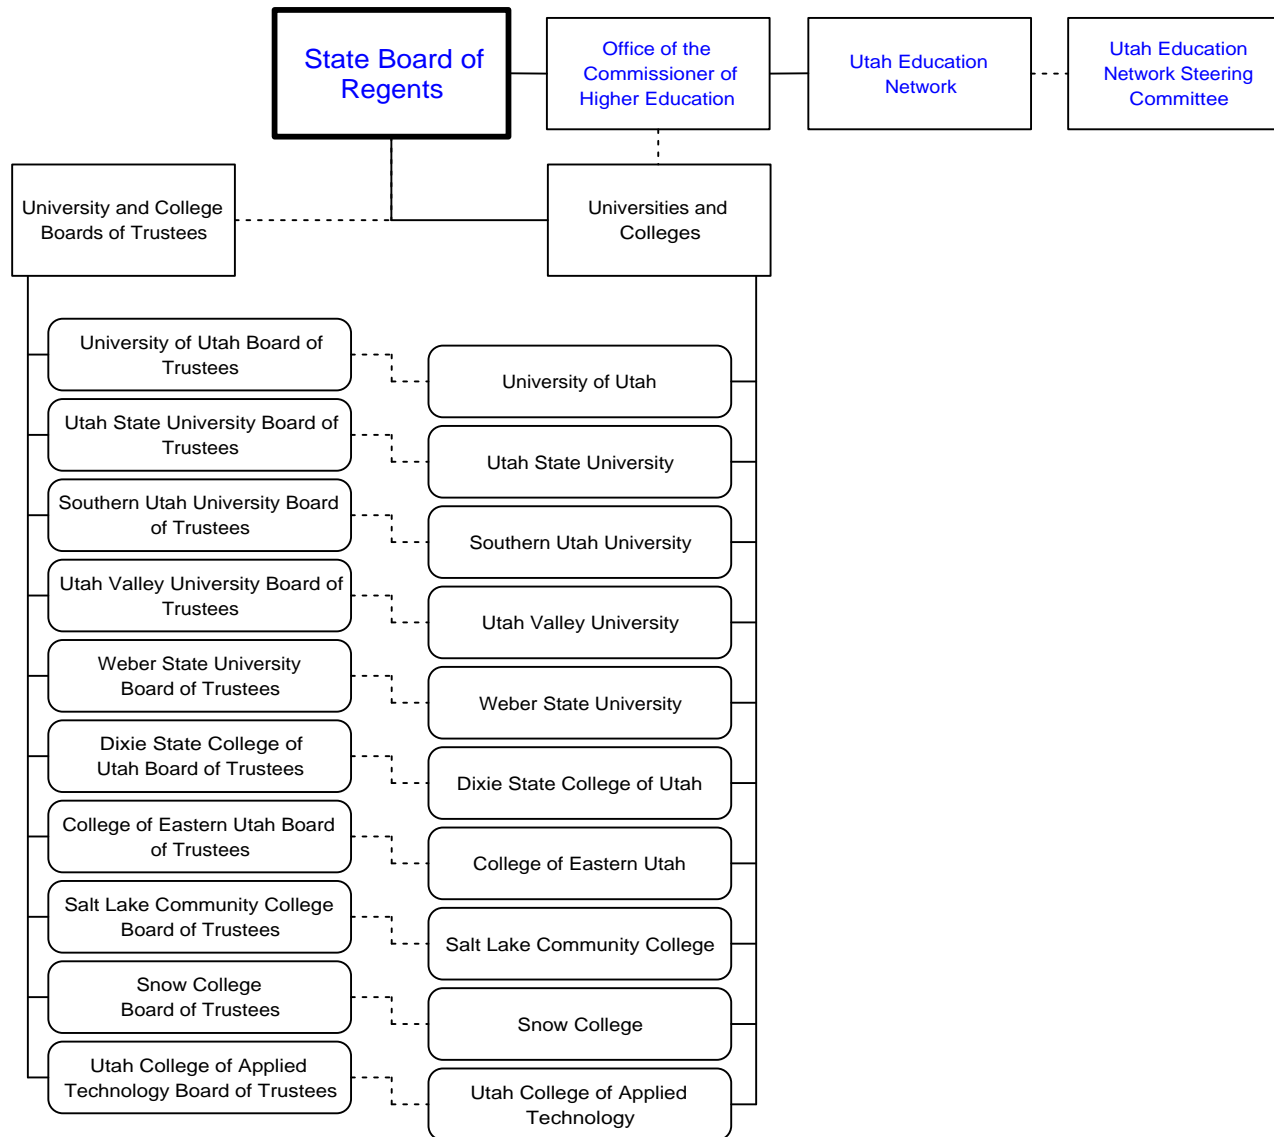 State Board of
Regents
Office of the
Commissioner of
Higher Education
Utah Education
Network
Utah Education
Network Steering
Committee
University and College
Boards of Trustees
Universities and
Colleges
University of Utah Board of
Trustees
University of Utah
Utah State University Board of
Trustees
Utah State University
Southern Utah University Board
of Trustees
Southern Utah University
Utah Valley University Board of
Trustees
Utah Valley University
Weber State University
Board of Trustees
Weber State University
Dixie State College of
Utah Board of Trustees
Dixie State College of Utah
College of Eastern Utah Board
of Trustees
College of Eastern Utah
Salt Lake Community College
Board of Trustees
Salt Lake Community College
Snow College
Board of Trustees
Snow College
Utah College of Applied
Technology Board of Trustees
Utah College of Applied
Technology